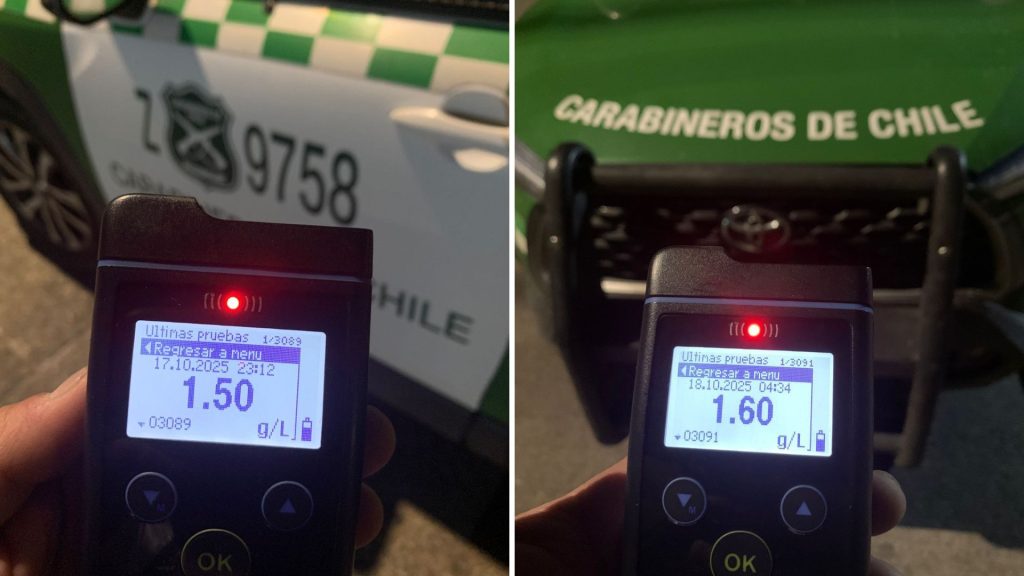 Z 9758
CHILE
Ultimas pruebas 1/3089
Regresar a menu
17.10.2025 23:12
1.50
03089 g/L
M
OK
CARABINEROS DE CHILE
Ultimas pruebas 1/3091
Regresar a menu
18.10.2025 04:34
1.60
03091 g/L
M
OK